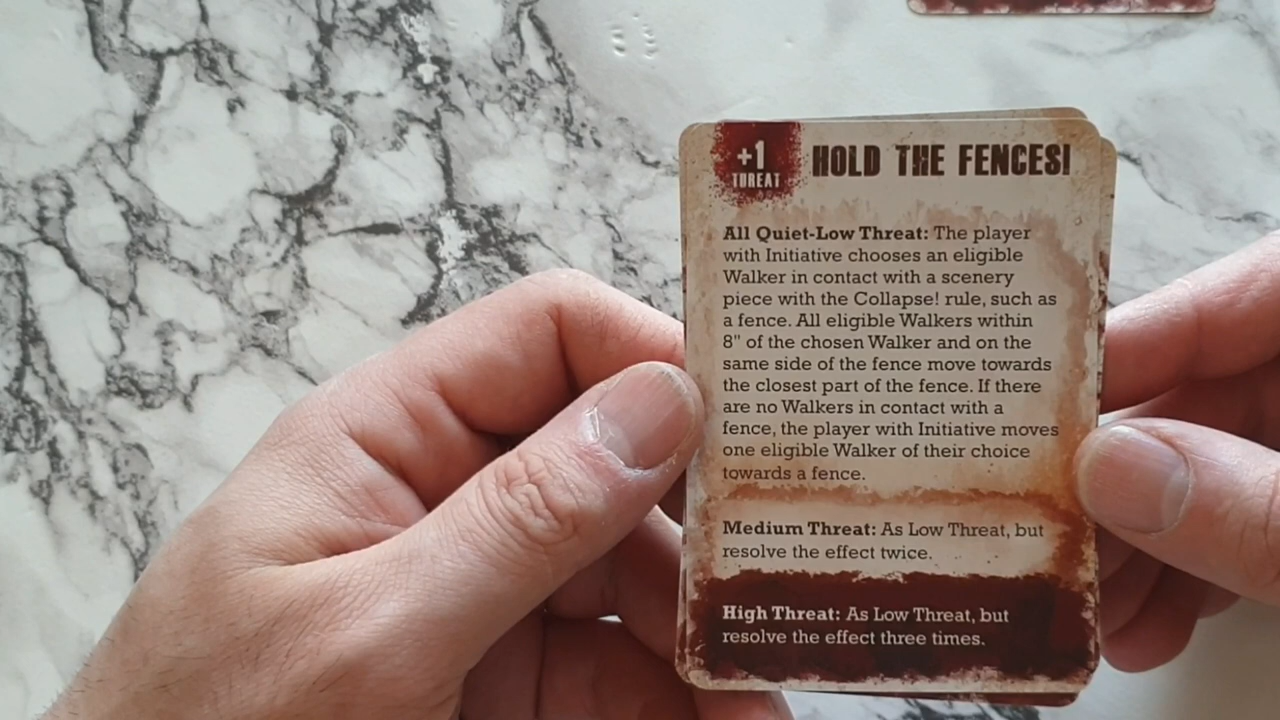 +1
THREAT
HOLD THE FENCES!
All Quiet-Low Threat: The player
with Initiative chooses an eligible
Walker in contact with a scenery
piece with the Collapse! rule, such as
a fence. All eligible Walkers within
8" of the chosen Walker and on the
same side of the fence move towards
the closest part of the fence. If there
are no Walkers in contact with a
fence, the player with Initiative moves
one eligible Walker of their choice
towards a fence.
Medium Threat: As Low Threat, but
resolve the effect twice.
High Threat: As Low Threat, but
resolve the effect three times.